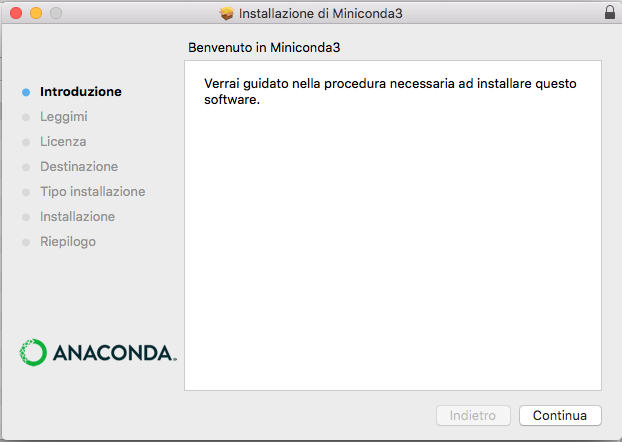 Installazione di Miniconda3
Benvenuto in Miniconda3
Introduzione
Leggimi
Licenza
Destinazione
Tipo installazione
Installazione
Riepilogo
Verrai guidato nella procedura necessaria ad installare questo
software.
ANACONDA.
Indietro
Continua